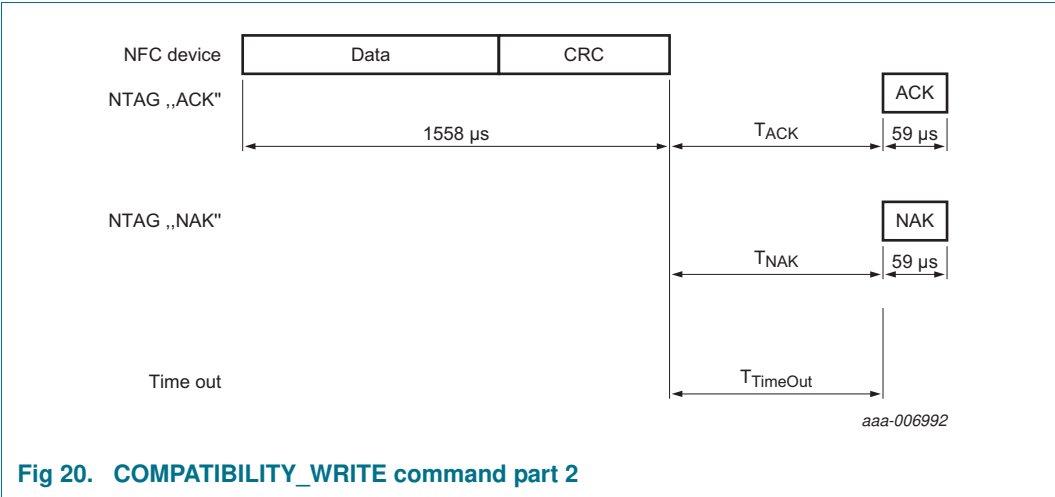 NFC device Data CRC
NTAG ,,ACK" ACK
1558 µs TACK 59 µs
NTAG ,,NAK" NAK
TNAK 59 µs
Time out TTimeOut
aaa-006992
Fig 20. COMPATIBILITY_WRITE command part 2